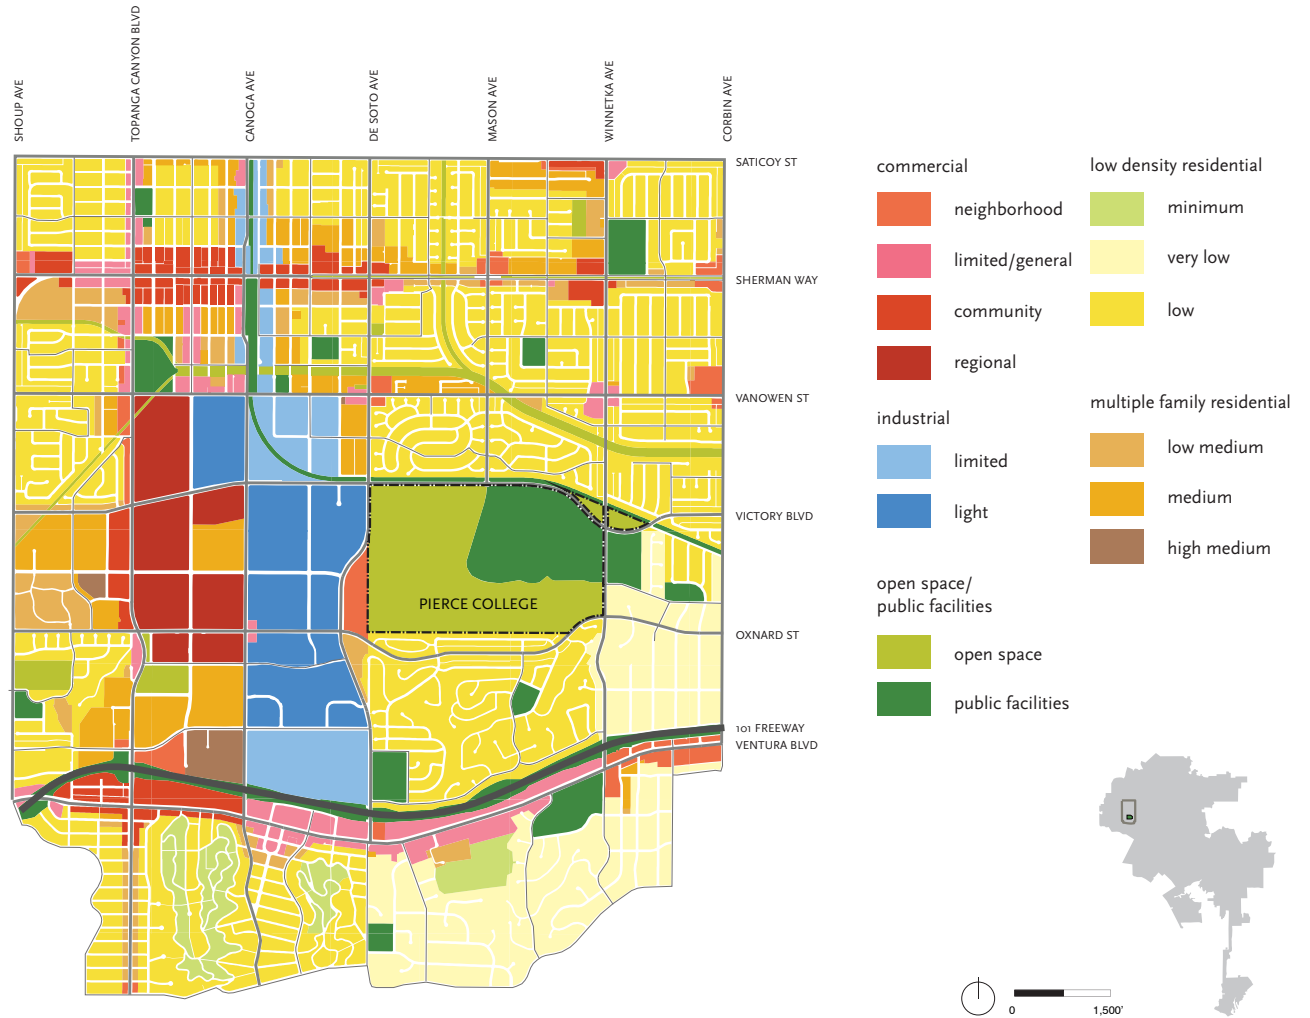 SHOUP AVE
TOPANGA CANYON BLVD
CANOGA AVE
DE SOTO AVE
MASON AVE
WINNETKA AVE
CORBIN AVE
SATICOY ST
SHERMAN WAY
VANOWEN ST
VICTORY BLVD
OXNARD ST
101 FREEWAY
VENTURA BLVD
PIERCE COLLEGE
commercial
neighborhood
limited/general
community
regional
industrial
limited
light
open space/
public facilities
open space
public facilities
low density residential
minimum
very low
low
multiple family residential
low medium
medium
high medium
0
1,500'